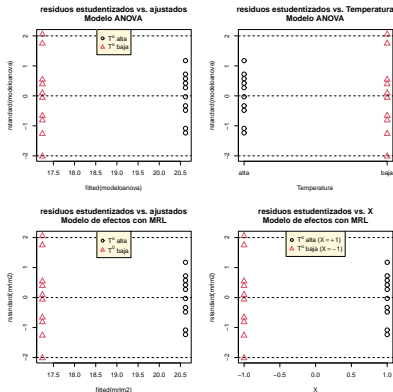 residuos estudentizados vs. ajustados
Modelo ANOVA
rstandard(modeloanova)
2
1
0
−1
−2
T° alta
T° baja
17.5 18.0 18.5 19.0 19.5 20.0 20.5
fitted(modeloanova)
residuos estudentizados vs. Temperatura
Modelo ANOVA
rstandard(modeloanova)
2
1
0
−1
−2
alta baja
Temperatura
residuos estudentizados vs. ajustados
Modelo de efectos con MRL
rstandard(mrlm2)
2
1
0
−1
−2
T° alta
T° baja
17.5 18.0 18.5 19.0 19.5 20.0 20.5
fitted(mrlm2)
residuos estudentizados vs. X
Modelo de efectos con MRL
rstandard(mrlm2)
2
1
0
−1
−2
T° alta (X=+1)
T° baja (X=−1)
−1.0 −0.5 0.0 0.5 1.0
X